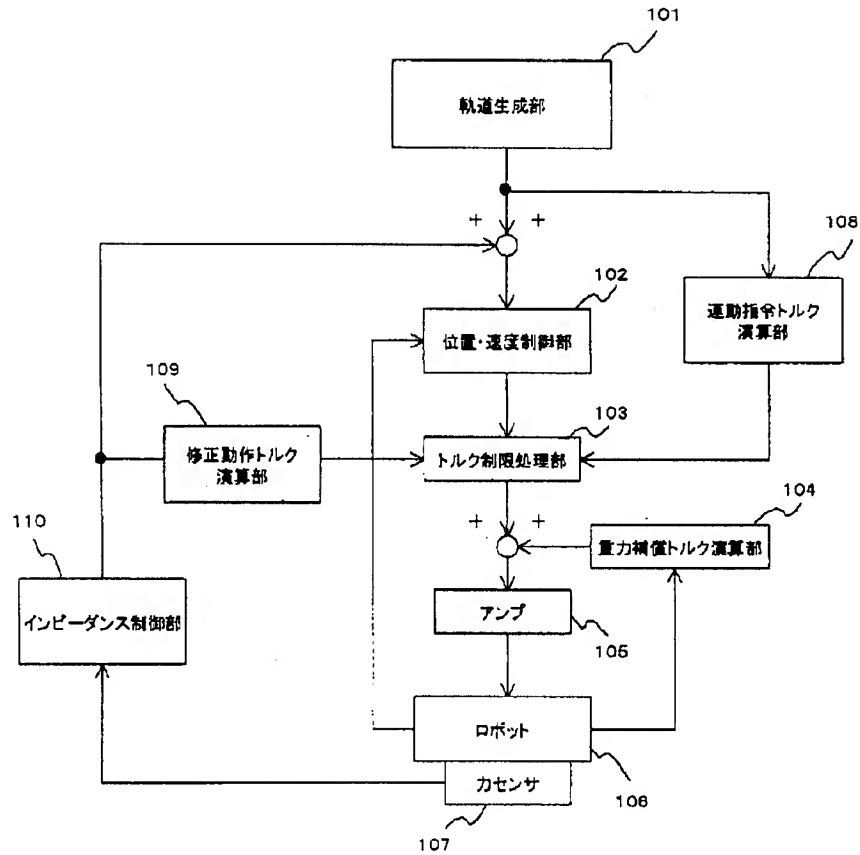 101
軌道生成部
+ +
108
102
運動指令トルク
演算部
位置・速度制御部
109
103
修正動作トルク
演算部
トルク制限処理部
104
+ +
110
重力補償トルク演算部
インピーダンス制御部
アンプ
105
ロボット
106
力センサ
107